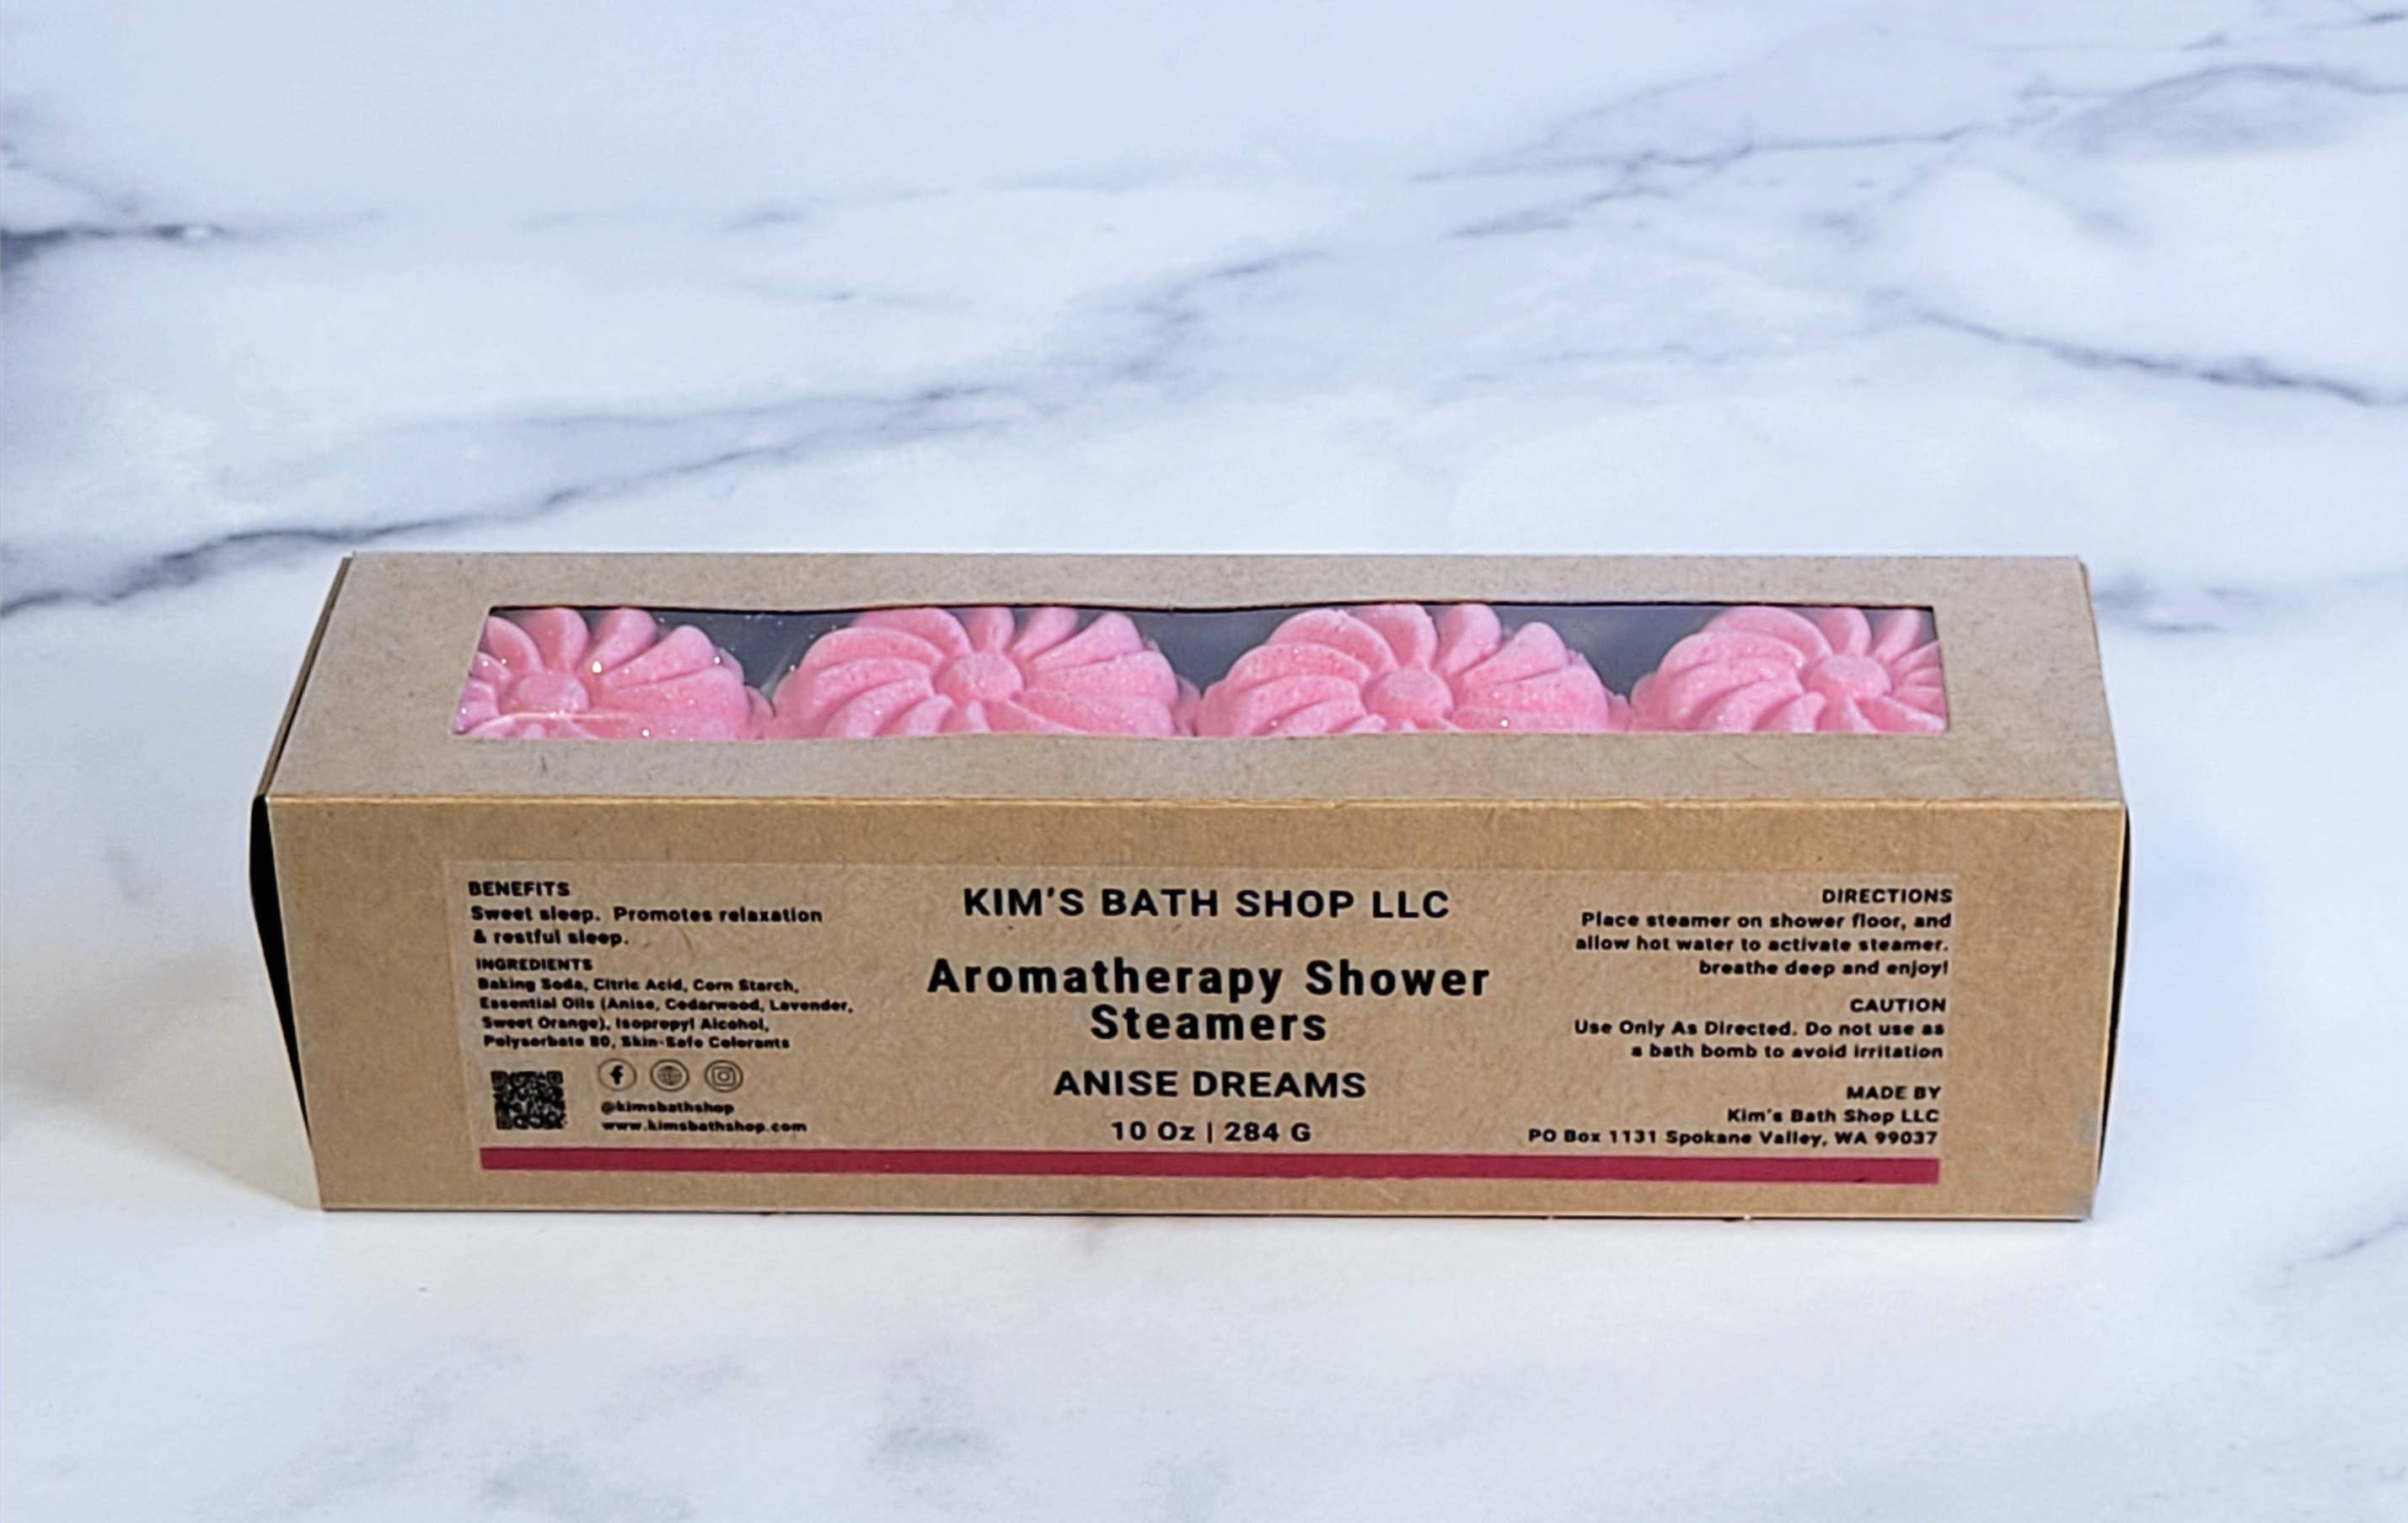 BENEFITS
Sweet sleep. Promotes relaxation
& restful sleep.
INGREDIENTS
Baking Soda, Citric Acid, Corn Starch,
Essential Oils (Anise, Cedarwood, Lavender,
Sweet Orange), Isopropyl Alcohol,
Polysorbate 80, Skin-Safe Colorants
@kimsbathshop
www.kimsbathshop.com
KIM'S BATH SHOP LLC
Aromatherapy Shower
Steamers
ANISE DREAMS
10 Oz | 284 G
DIRECTIONS
Place steamer on shower floor, and
allow hot water to activate steamer.
breathe deep and enjoy!
CAUTION
Use Only As Directed. Do not use as
a bath bomb to avoid irritation
MADE BY
Kim's Bath Shop LLC
PO Box 1131 Spokane Valley, WA 99037